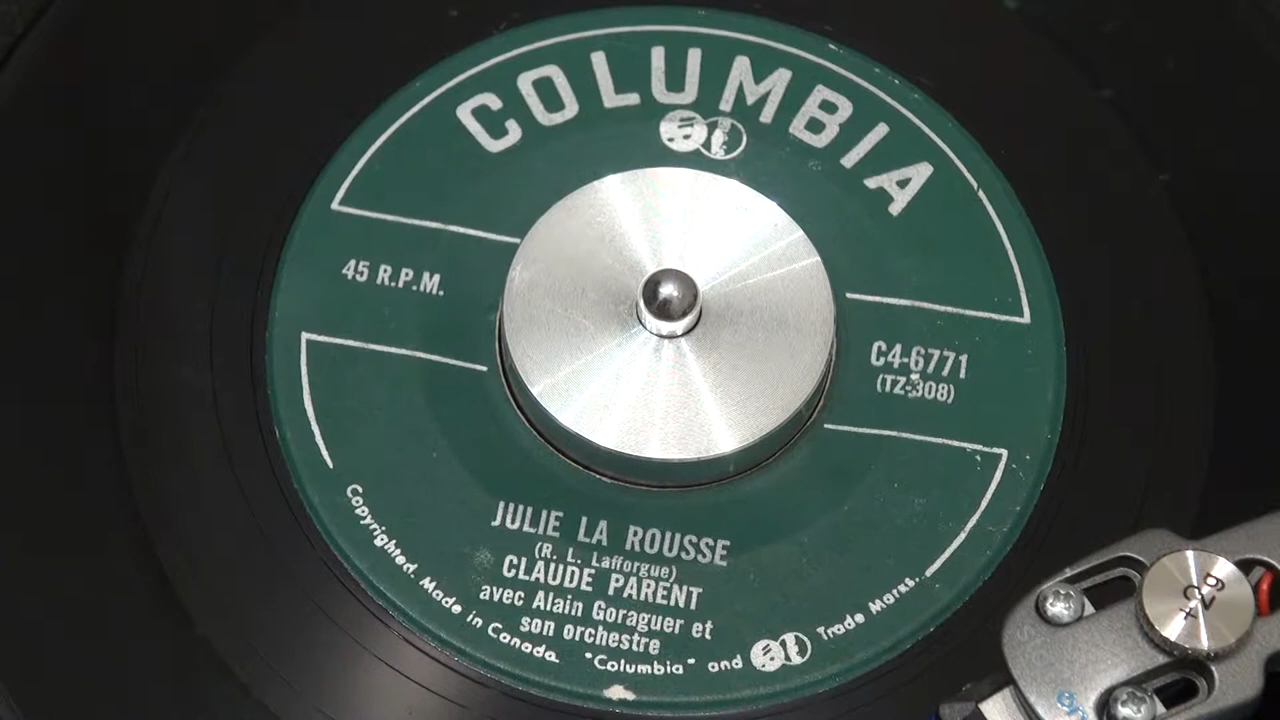 COLUMBIA
45 R.P.M.
C4-6771
(TZ-308)
JULIE LA ROUSSE
(R. L. Lafforgue)
CLAUDE PARENT
avec Alain Goraguer et
son orchestre
Copyrighted. Made in Canada "Columbia" and Trade Marks.
+2g